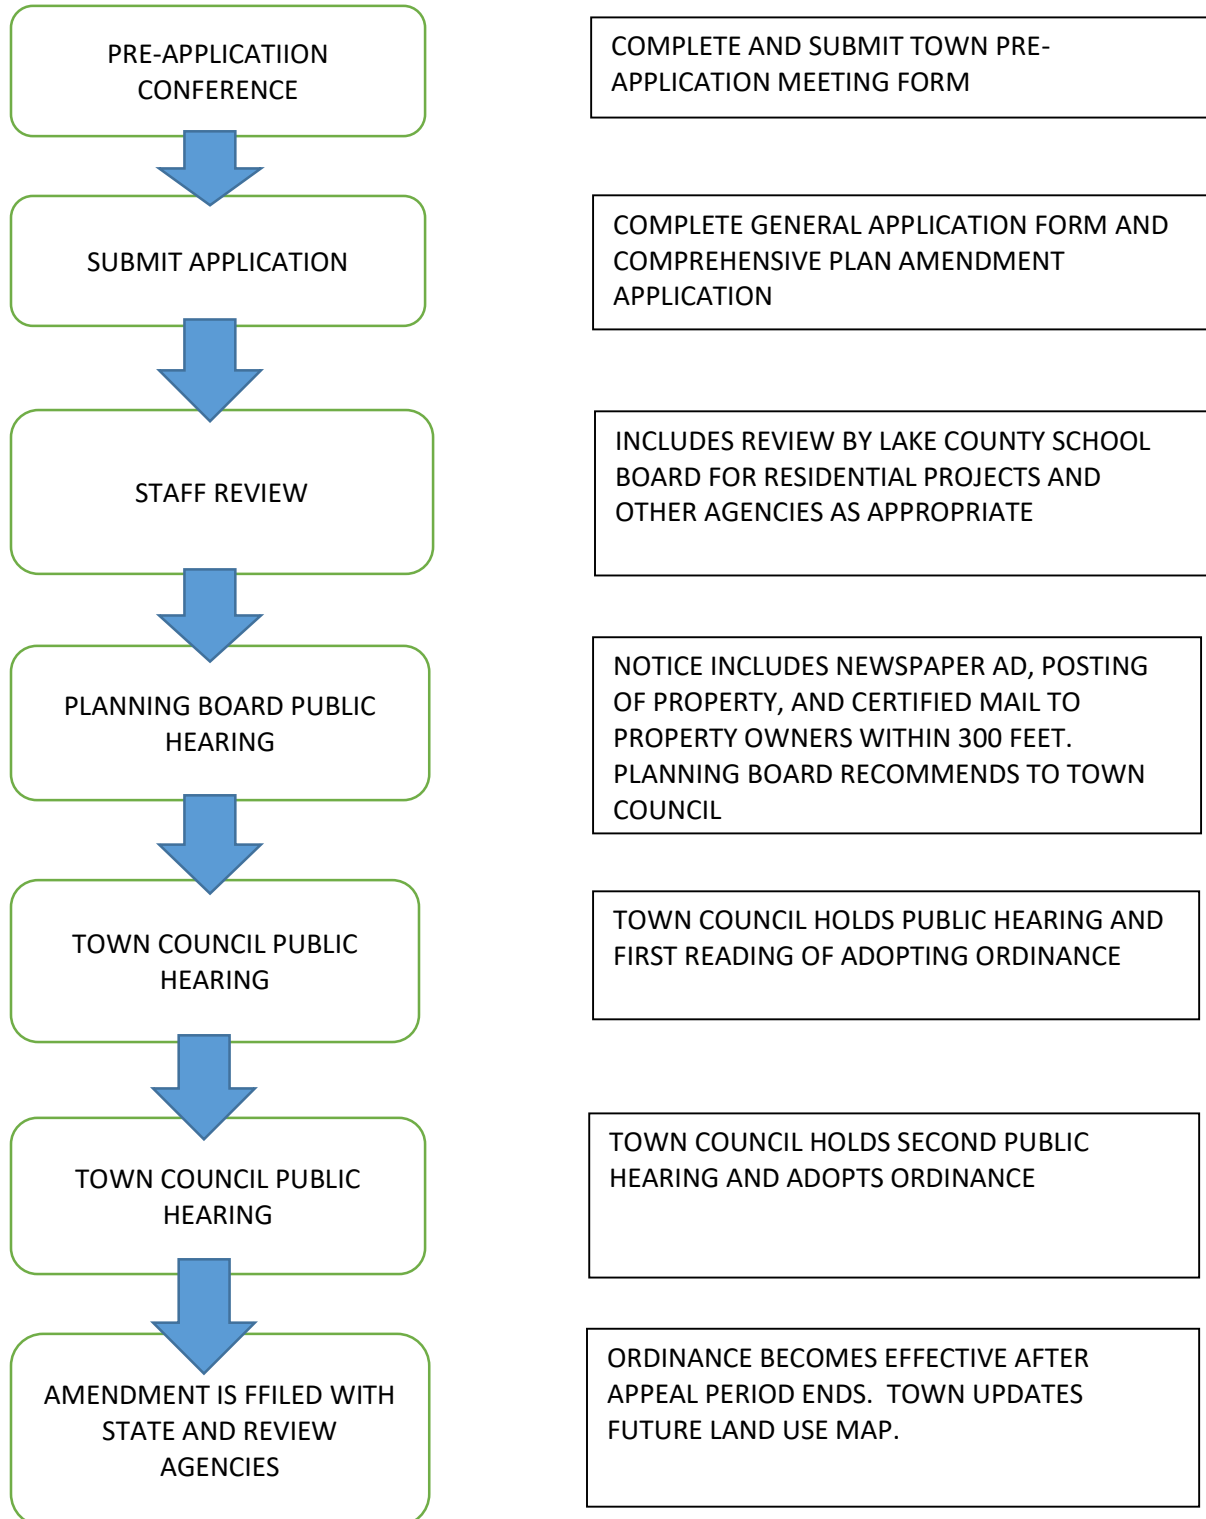 PRE-APPLICATIION
CONFERENCE
COMPLETE AND SUBMIT TOWN PRE-
APPLICATION MEETING FORM
SUBMIT APPLICATION
COMPLETE GENERAL APPLICATION FORM AND
COMPREHENSIVE PLAN AMENDMENT
APPLICATION
STAFF REVIEW
INCLUDES REVIEW BY LAKE COUNTY SCHOOL
BOARD FOR RESIDENTIAL PROJECTS AND
OTHER AGENCIES AS APPROPRIATE
PLANNING BOARD PUBLIC
HEARING
NOTICE INCLUDES NEWSPAPER AD, POSTING
OF PROPERTY, AND CERTIFIED MAIL TO
PROPERTY OWNERS WITHIN 300 FEET.
PLANNING BOARD RECOMMENDS TO TOWN
COUNCIL
TOWN COUNCIL PUBLIC
HEARING
TOWN COUNCIL HOLDS PUBLIC HEARING AND
FIRST READING OF ADOPTING ORDINANCE
TOWN COUNCIL PUBLIC
HEARING
TOWN COUNCIL HOLDS SECOND PUBLIC
HEARING AND ADOPTS ORDINANCE
AMENDMENT IS FFILED WITH
STATE AND REVIEW
AGENCIES
ORDINANCE BECOMES EFFECTIVE AFTER
APPEAL PERIOD ENDS.  TOWN UPDATES
FUTURE LAND USE MAP.